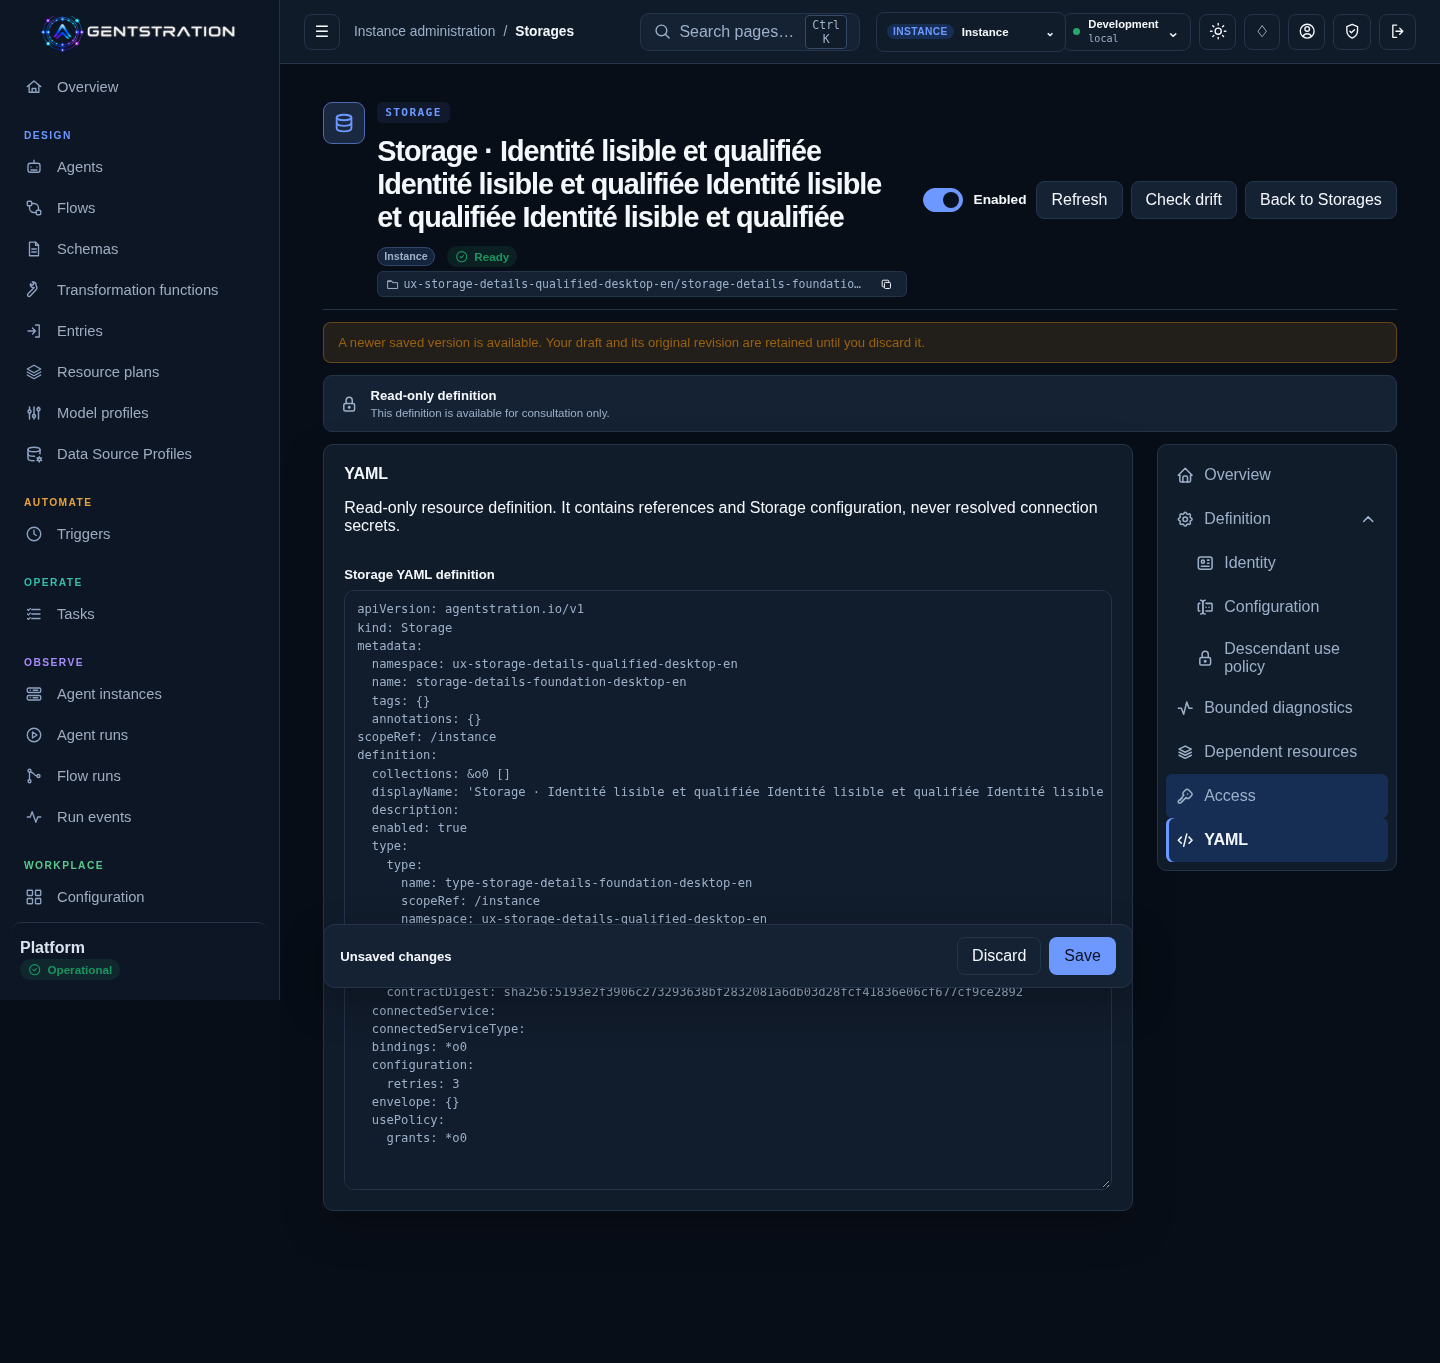 GENTSTRATION
Overview
DESIGN
Agents
Flows
Schemas
Transformation functions
Entries
Resource plans
Model profiles
Data Source Profiles
AUTOMATE
Triggers
OPERATE
Tasks
OBSERVE
Agent instances
Agent runs
Flow runs
Run events
WORKPLACE
Configuration
Platform
Operational
Instance administration / Storages
Search pages…
Ctrl
K
INSTANCE Instance
Development
local
STORAGE
Storage · Identité lisible et qualifiée
Identité lisible et qualifiée Identité lisible
et qualifiée Identité lisible et qualifiée
Instance
Ready
ux-storage-details-qualified-desktop-en/storage-details-foundatio…
Enabled
Refresh
Check drift
Back to Storages
A newer saved version is available. Your draft and its original revision are retained until you discard it.
Read-only definition
This definition is available for consultation only.
YAML
Read-only resource definition. It contains references and Storage configuration, never resolved connection
secrets.
Storage YAML definition
apiVersion: agentstration.io/v1
kind: Storage
metadata:
  namespace: ux-storage-details-qualified-desktop-en
  name: storage-details-foundation-desktop-en
  tags: {}
  annotations: {}
scopeRef: /instance
definition:
  collections: &o0 []
  displayName: 'Storage · Identité lisible et qualifiée Identité lisible et qualifiée Identité lisible
  description:
  enabled: true
  type:
    type:
      name: type-storage-details-foundation-desktop-en
      scopeRef: /instance
      namespace: ux-storage-details-qualified-desktop-en
Unsaved changes
Discard
Save
    contractDigest: sha256:5193e2f3906c273293638bf2832081a6db03d28fcf41836e06cf677cf9ce2892
  connectedService:
  connectedServiceType:
  bindings: *o0
  configuration:
    retries: 3
  envelope: {}
  usePolicy:
    grants: *o0
Overview
Definition
Identity
Configuration
Descendant use
policy
Bounded diagnostics
Dependent resources
Access
YAML